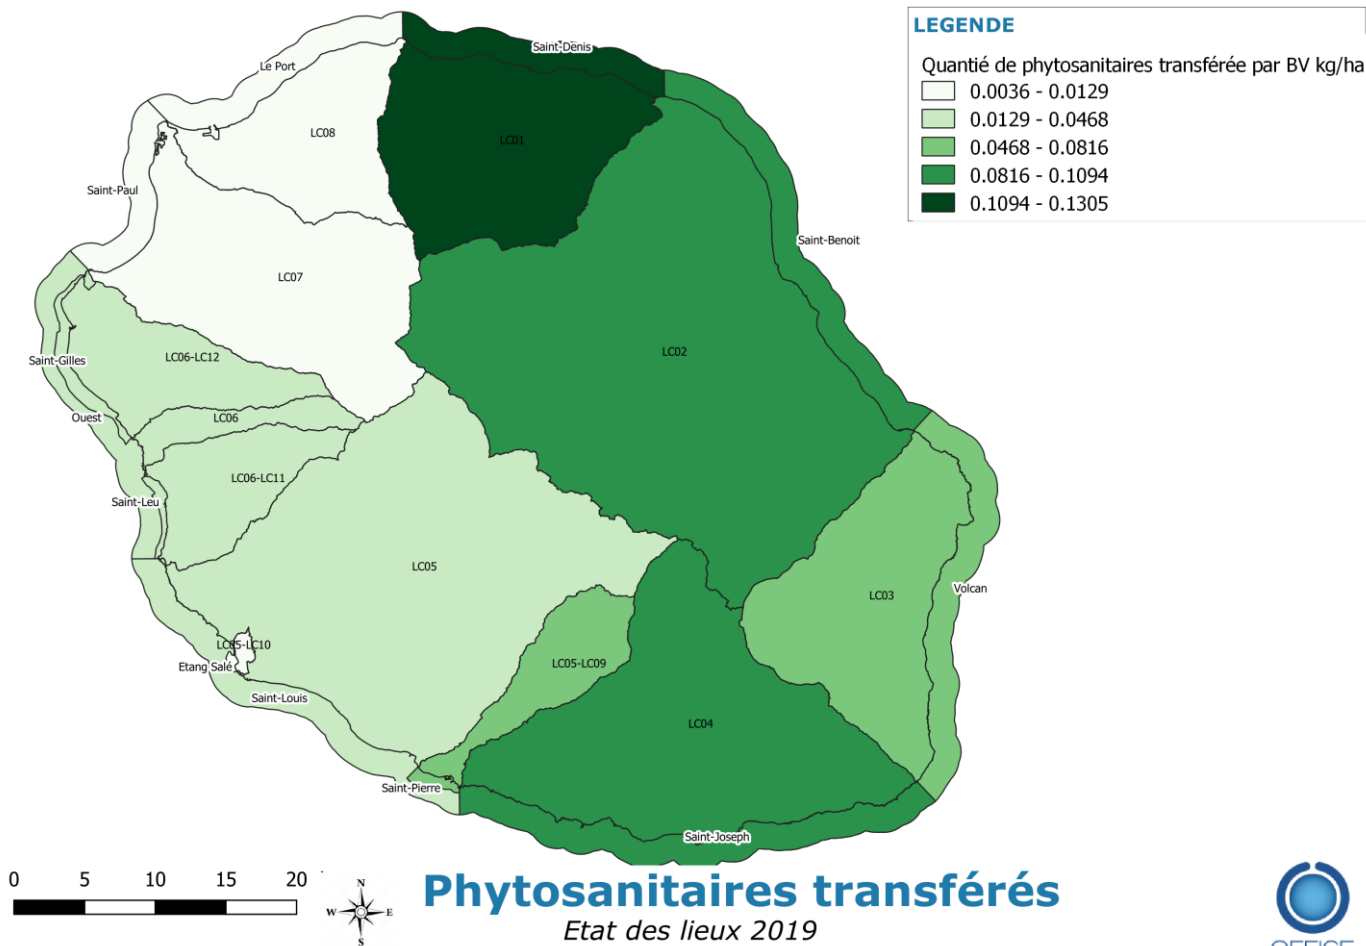 LEGENDE
Quantié de phytosanitaires transférée par BV kg/ha
0.0036 - 0.0129
0.0129 - 0.0468
0.0468 - 0.0816
0.0816 - 0.1094
0.1094 - 0.1305
Saint-Denis
Le Port
LC08
LC01
Saint-Paul
Saint-Benoit
LC07
LC02
LC06-LC12
Saint-Gilles
Ouest
LC06
LC06-LC11
Saint-Leu
LC05
Volcan
LC03
LC05-LC10
Etang Salé
LC05-LC09
Saint-Louis
LC04
Saint-Pierre
Saint-Joseph
0 5 10 15 20
N
W E
S
Phytosanitaires transférés
Etat des lieux 2019